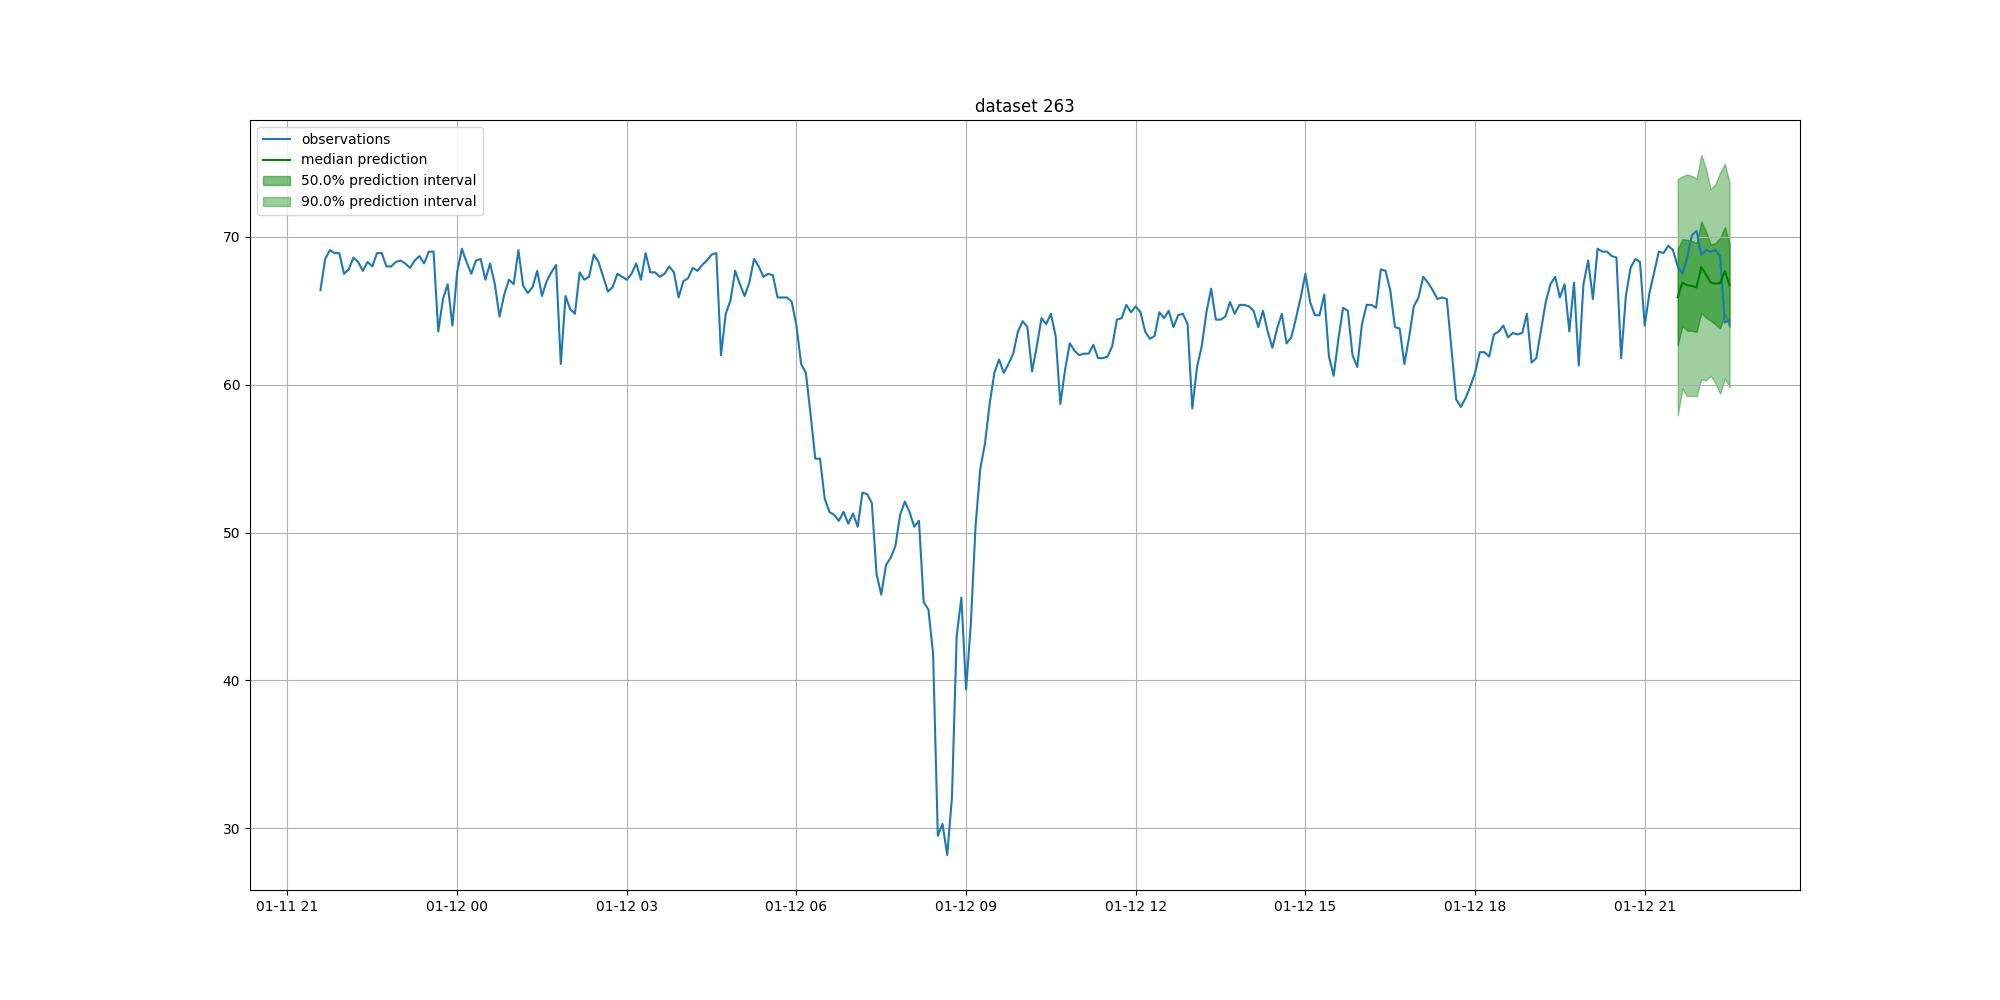 dataset 263
observations
median prediction
50.0% prediction interval
90.0% prediction interval
70
60
50
40
30
01-11 21
01-12 00
01-12 03
01-12 06
01-12 09
01-12 12
01-12 15
01-12 18
01-12 21